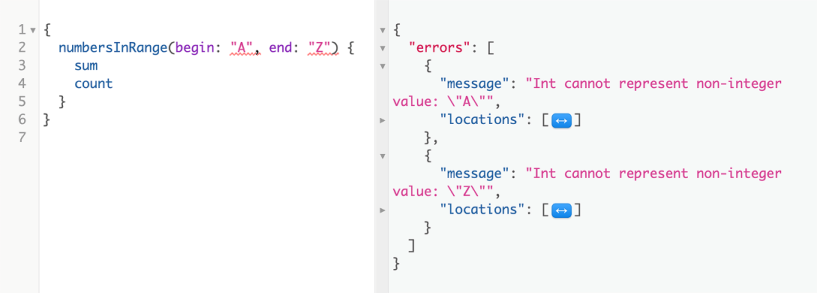 1 {
2 numbersInRange(begin: "A", end: "Z") {
3 sum
4 count
5 }
6 }
7
{
"errors": [
{
"message": "Int cannot represent non-integer
value: \"A\"",
"locations": [↔]
},
{
"message": "Int cannot represent non-integer
value: \"Z\"",
"locations": [↔]
}
]
}